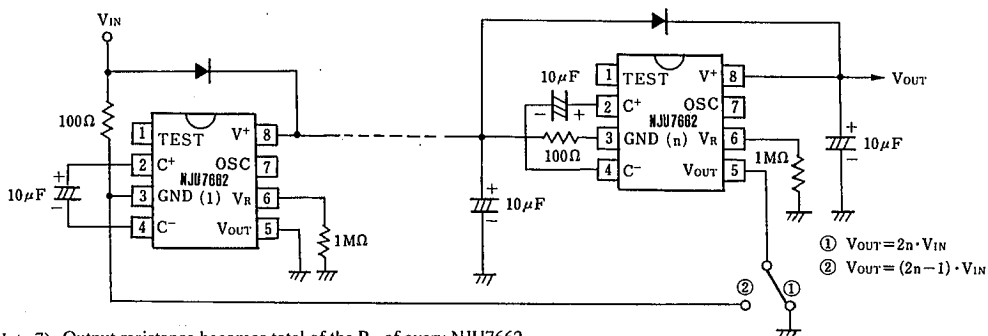 VIN
100Ω
1 TEST V+ 8
2 C+ OSC 7
NJU7662
3 GND (1) VR 6
4 C- VOUT 5
10μF
+
-
1MΩ
10μF
-
+
1 TEST V+ 8
2 C+ OSC 7
NJU7662
3 GND (n) VR 6
4 C- VOUT 5
100Ω
+
-
10μF
1MΩ
VOUT
+
10μF
-
① VOUT=2n·VIN
② VOUT=(2n-1)·VIN
②
①
7) Output resistance becomes total of the of every NJU7662